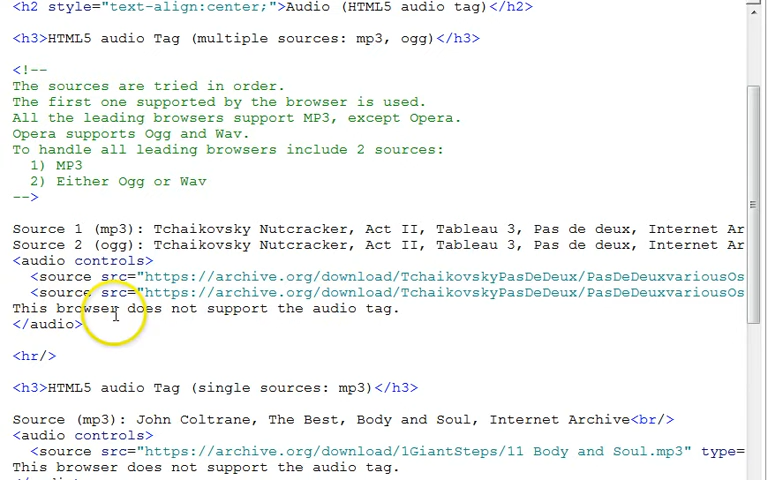 <h2 style="text-align:center;">Audio (HTML5 audio tag)</h2>
<h3>HTML5 audio Tag (multiple sources: mp3, ogg)</h3>
<!--
The sources are tried in order.
The first one supported by the browser is used.
All the leading browsers support MP3, except Opera.
Opera supports Ogg and Wav.
To handle all leading browsers include 2 sources:
1) MP3
2) Either Ogg or Wav
-->
Source 1 (mp3): Tchaikovsky Nutcracker, Act II, Tableau 3, Pas de deux, Internet Ar
Source 2 (ogg): Tchaikovsky Nutcracker, Act II, Tableau 3, Pas de deux, Internet Ar
<audio controls>
<source src="https://archive.org/download/TchaikovskyPasDeDeux/PasDeDeuxvariousOs
<source src="https://archive.org/download/TchaikovskyPasDeDeux/PasDeDeuxvariousOs
This browser does not support the audio tag.
</audio>
<hr/>
<h3>HTML5 audio Tag (single sources: mp3)</h3>
Source (mp3): John Coltrane, The Best, Body and Soul, Internet Archive<br/>
<audio controls>
<source src="https://archive.org/download/1GiantSteps/11 Body and Soul.mp3" type=
This browser does not support the audio tag.